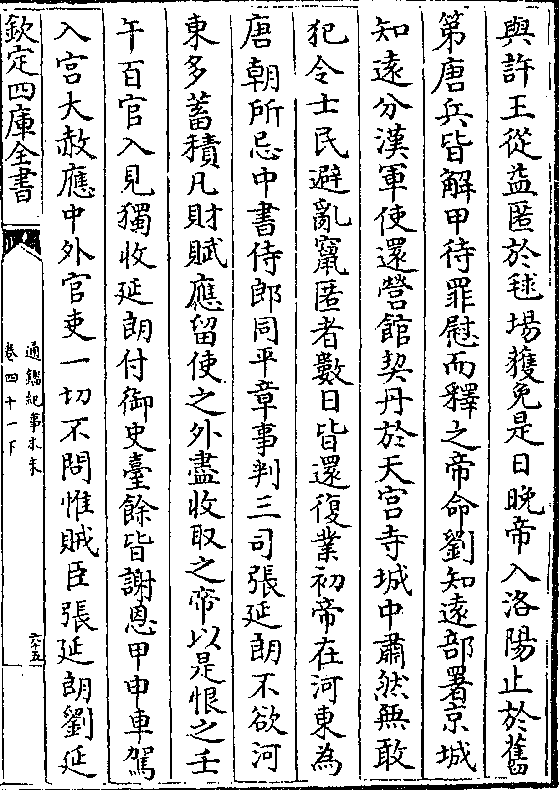 與許王從益匿於毬場獲免是日晚帝入洛陽止於舊
第唐兵皆解甲待罪慰而釋之帝命劉知遠部署京城
知遠分漢軍使還營館契丹於天宮寺城中肅然無敢
犯令士民避亂竄匿者數日皆還復業初帝在河東為
唐朝所忌中書侍郎同平章事判三司張延朗不欲河
東多蓄積凡財賦應留使之外盡收取之帝以是恨之壬
午百官入見獨收延朗付御史臺餘皆謝恩甲申車駕
入宮大赦應中外官吏一切不問惟賊臣張延朗劉延
欽定四庫全書
通鑑紀事本末
卷四十一下
六十五